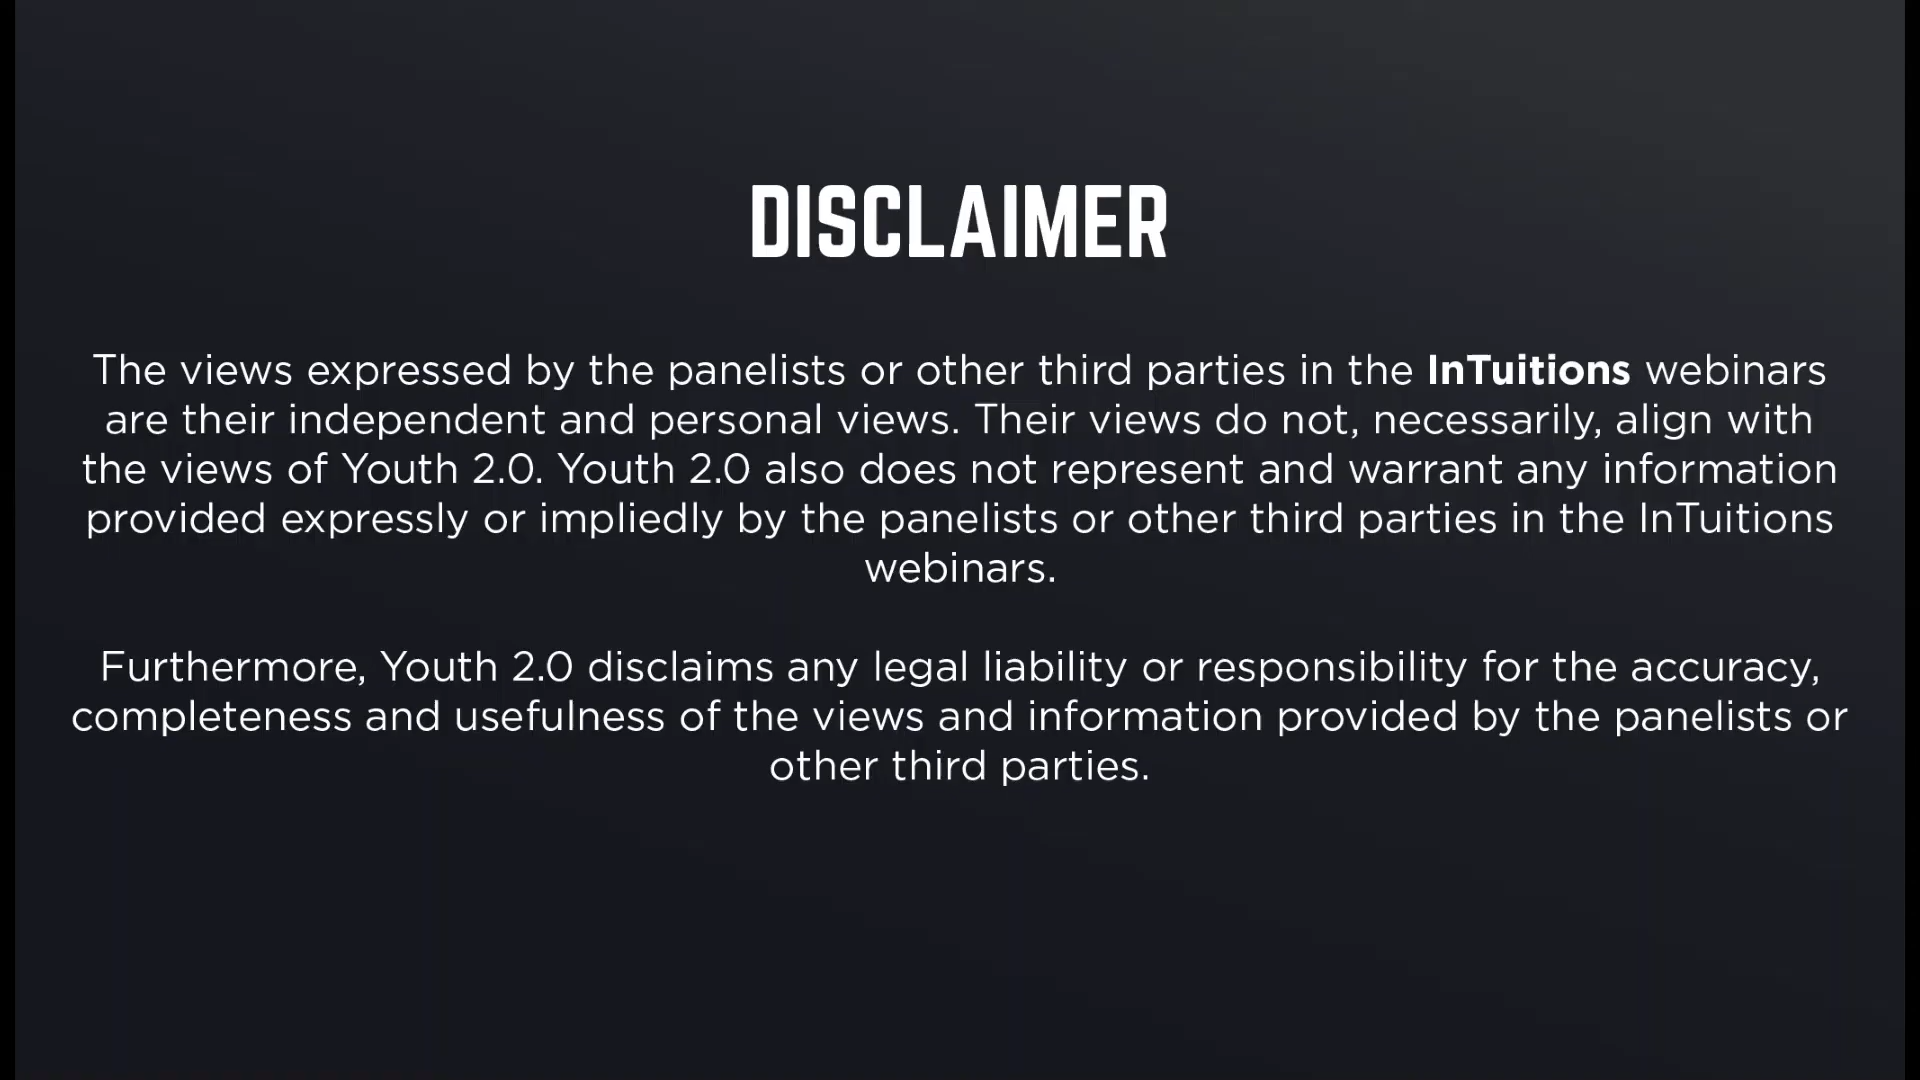 DISCLAIMER
The views expressed by the panelists or other third parties in the InTuitions webinars
are their independent and personal views. Their views do not, necessarily, align with
the views of Youth 2.0. Youth 2.0 also does not represent and warrant any information
provided expressly or impliedly by the panelists or other third parties in the InTuitions
webinars.
Furthermore, Youth 2.0 disclaims any legal liability or responsibility for the accuracy,
completeness and usefulness of the views and information provided by the panelists or
other third parties.